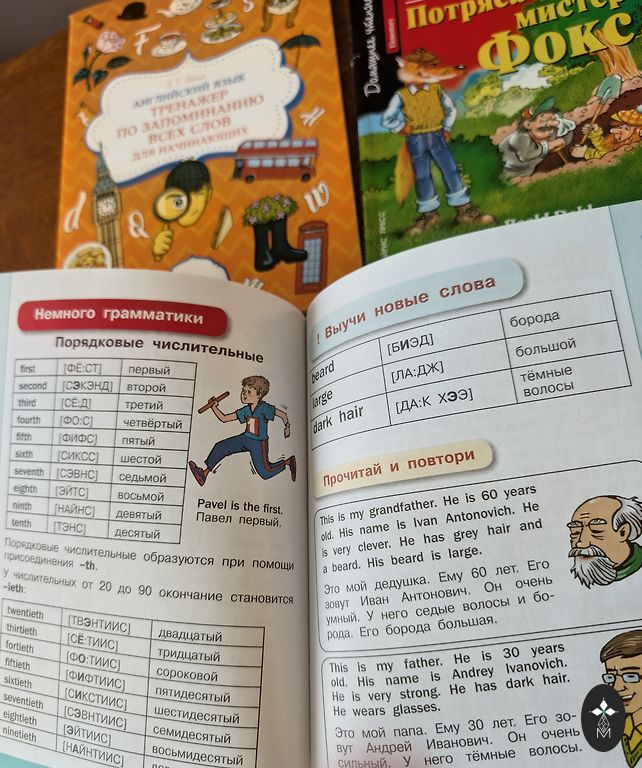 АНГЛИЙСКИЙ ЯЗЫК
ТРЕНАЖЕР
ПО ЗАПОМИНАНИЮ
ВСЕХ СЛОВ
ДЛЯ НАЧИНАЮЩИХ
Домашнее чтение
мистер
ФОКС
Немного грамматики
Порядковые числительные
first [ФЁ:СТ] первый
second [СЭКЭНД] второй
third [СЁ:Д] третий
fourth [ФО:С] четвёртый
fifth [ФИФС] пятый
sixth [СИКСС] шестой
seventh [СЭВНС] седьмой
eighth [ЭЙТС] восьмой
ninth [НАЙНС] девятый
tenth [ТЭНС] десятый
1
Pavel is the first.
Павел первый.
Порядковые числительные образуются при помощи
присоединения -th.
У числительных от 20 до 90 окончание становится
-ieth:
twentieth [ТВЭНТИИС] двадцатый
thirtieth [СЁ:ТИИС] тридцатый
fortieth [ФО:ТИИС] сороковой
fiftieth [ФИФТИИС] пятидесятый
sixtieth [СИКСТИИС] шестидесятый
seventieth [СЭВНТИИС] семидесятый
eightieth [ЭЙТИИС] восьмидесятый
ninetieth [НАЙНТИИС]
! Выучи новые слова
beard [БИЭД] борода
large [ЛА:ДЖ] большой
dark hair [ДА:К ХЭЭ] тёмные
волосы
Прочитай и повтори
This is my grandfather. He is 60 years
old. His name is Ivan Antonovich. He
is very clever. He has grey hair and
a beard. His beard is large.
Это мой дедушка. Ему 60 лет. Его
зовут Иван Антонович. Он очень
умный. У него седые волосы и бо-
рода. Его борода большая.
This is my father. He is 30 years
old. His name is Andrey Ivanovich.
He is very strong. He has dark hair.
He wears glasses.
Это мой папа. Ему 30 лет. Его зо-
вут Андрей Иванович. Он очень
сильный. У него тёмные волосы.